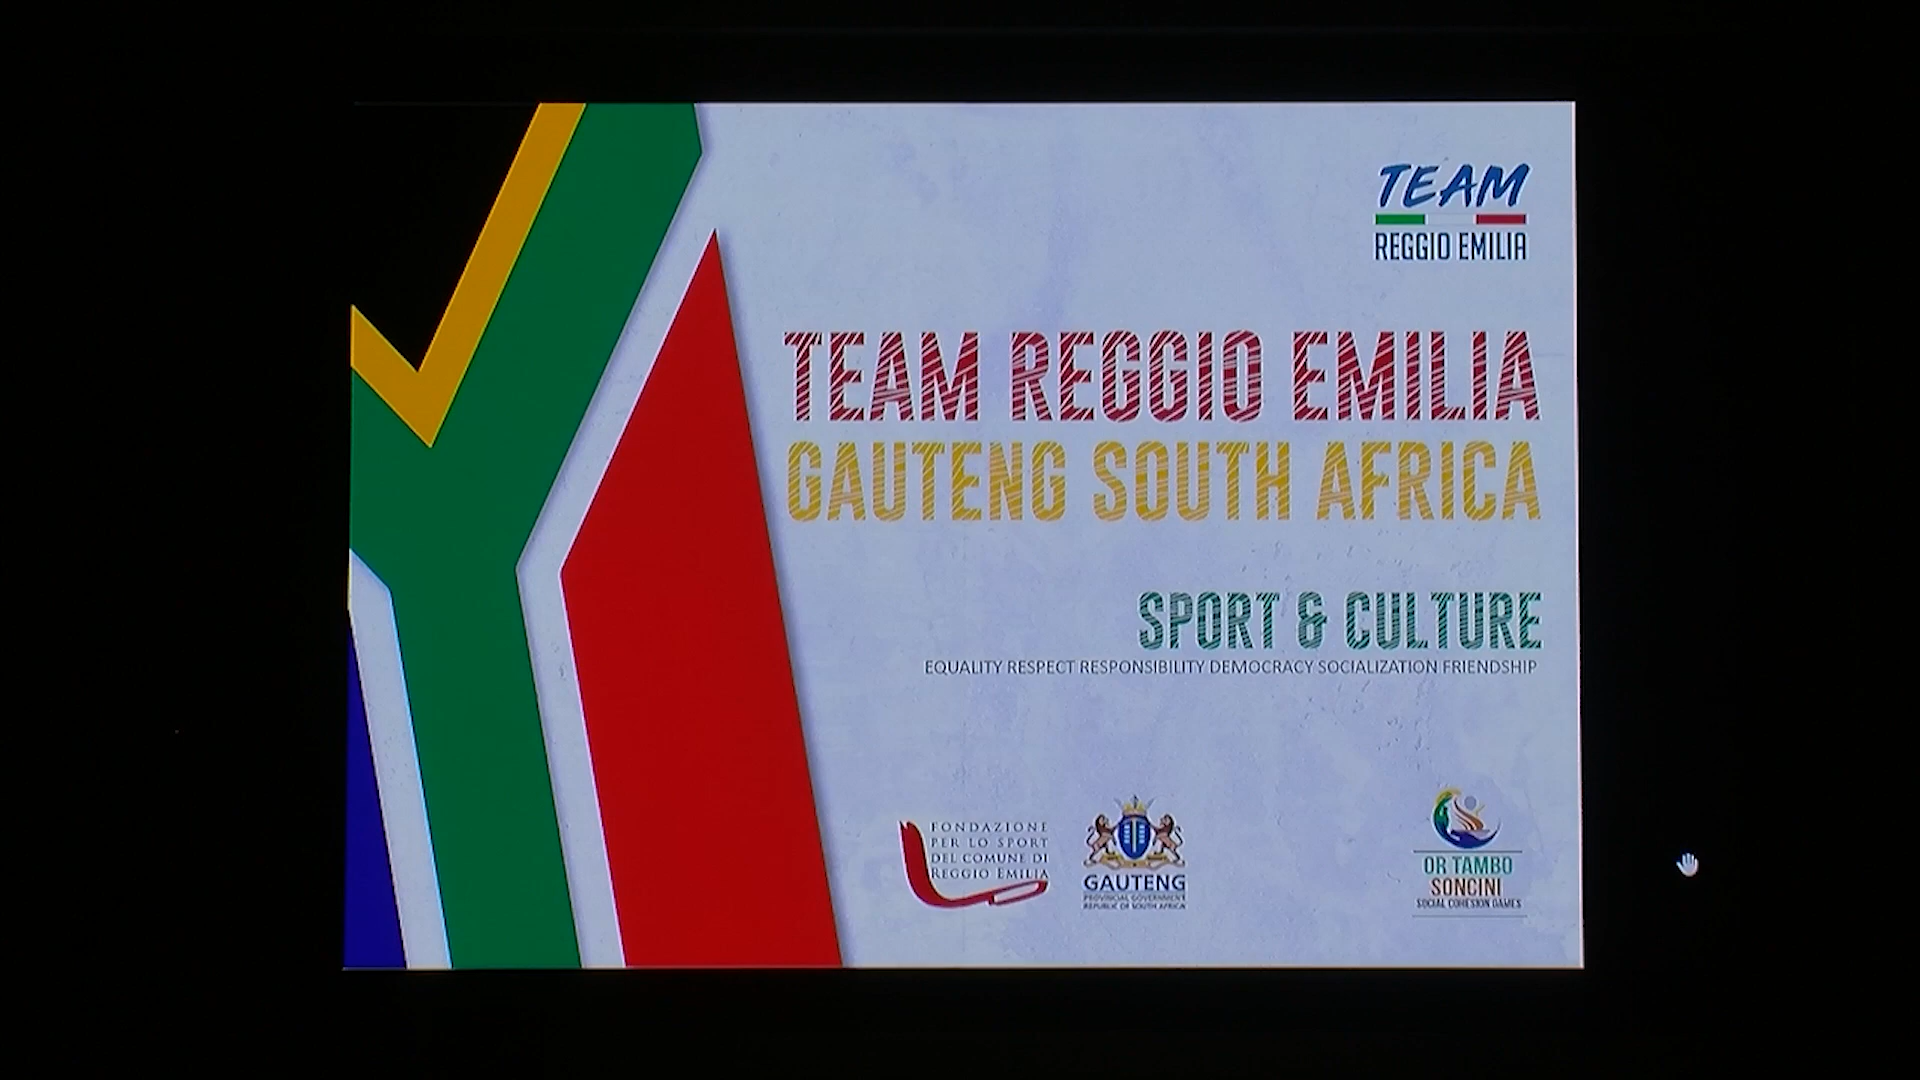 TEAM
REGGIO EMILIA
TEAM REGGIO EMILIA
GAUTENG SOUTH AFRICA
SPORT & CULTURE
EQUALITY RESPECT RESPONSIBILITY DEMOCRACY SOCIALIZATION FRIENDSHIP
FONDAZIONE
PER LO SPORT
DEL COMUNE DI
REGGIO EMILIA
GAUTENG
PROVINCIAL GOVERNMENT
REPUBLIC OF SOUTH AFRICA
OR TAMBO
SONCINI
SOCIAL COHESION GAMES